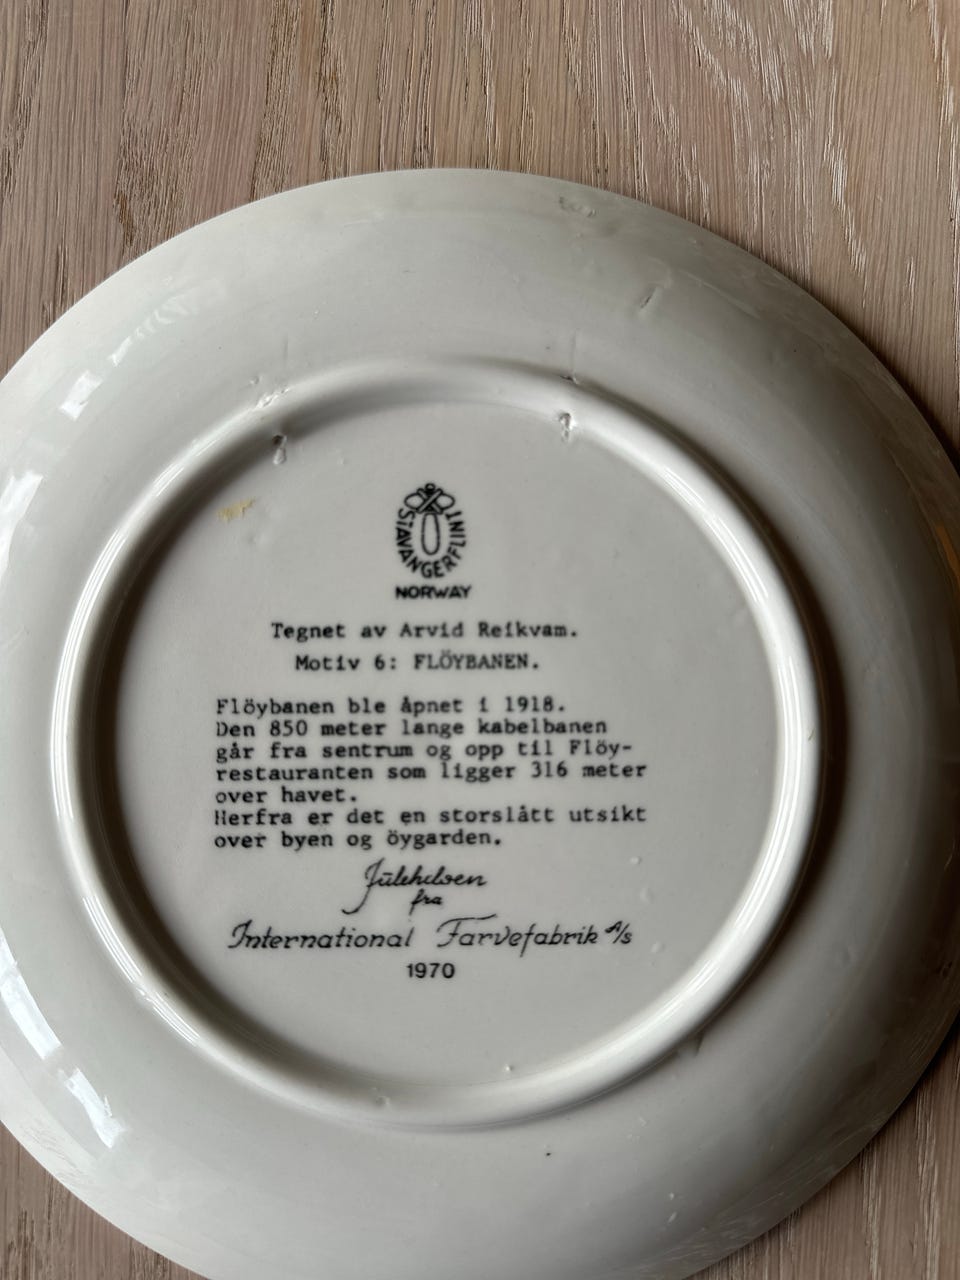 STAVANGERFLINT
NORWAY
Tegnet av Arvid Reikvam.
Motiv 6: FLÖYBANEN.
Flöybanen ble åpnet i 1918.
Den 850 meter lange kabelbanen
går fra sentrum og opp til Flöy-
restauranten som ligger 316 meter
over havet.
Herfra er det en storslått utsikt
over byen og öygarden.
Julehilsen
fra
International Farvefabrik A/s
1970